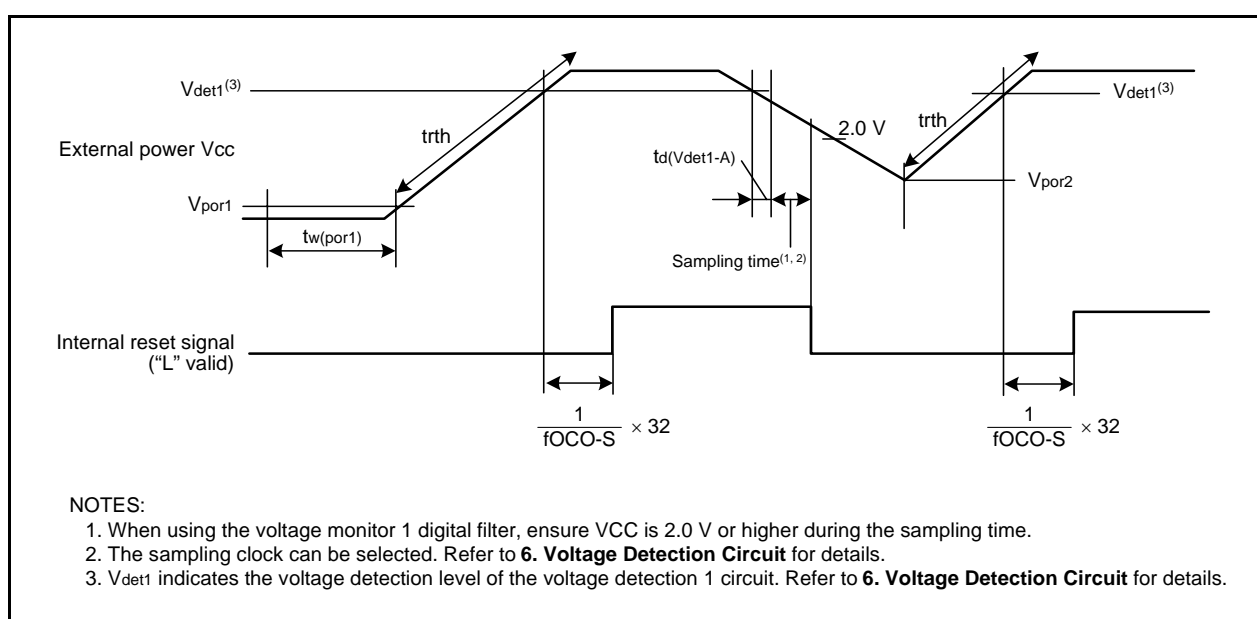 Vdet1(3)
External power Vcc
trth
Vpor1
tw(por1)
td(Vdet1-A)
Sampling time(1, 2)
2.0 V
trth
Vdet1(3)
Vpor2
Internal reset signal
(“L” valid)
1
fOCO-S
× 32
1
fOCO-S
× 32
NOTES:
1. When using the voltage monitor 1 digital filter, ensure VCC is 2.0 V or higher during the sampling time.
2. The sampling clock can be selected. Refer to 6. Voltage Detection Circuit for details.
3. Vdet1 indicates the voltage detection level of the voltage detection 1 circuit. Refer to 6. Voltage Detection Circuit for details.